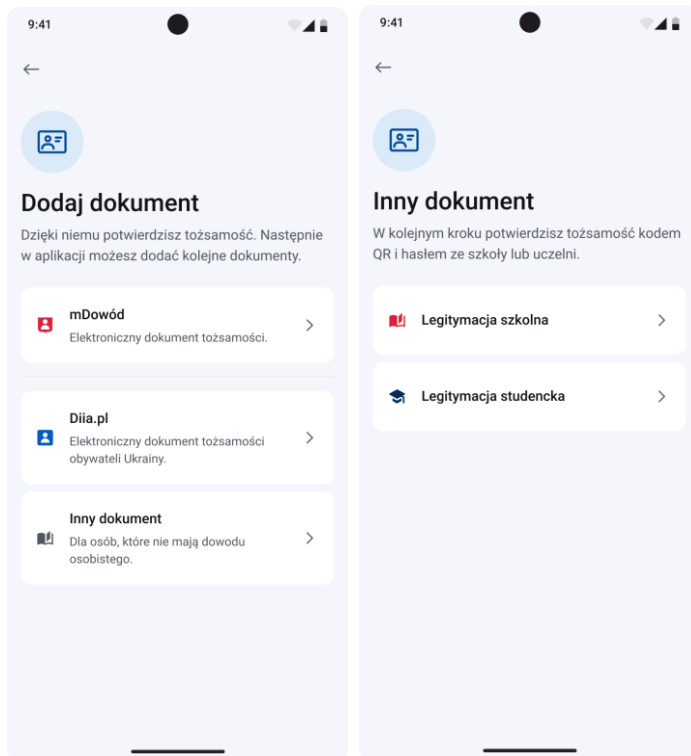 9:41
Dodaj dokument
Dzięki niemu potwierdzisz tożsamość. Następnie
w aplikacji możesz dodać kolejne dokumenty.
mDowód
Elektroniczny dokument tożsamości.
Diia.pl
Elektroniczny dokument tożsamości
obywateli Ukrainy.
Inny dokument
Dla osób, które nie mają dowodu
osobistego.
9:41
Inny dokument
W kolejnym kroku potwierdzisz tożsamość kodem
QR i hasłem ze szkoły lub uczelni.
Legitymacja szkolna
Legitymacja studencka